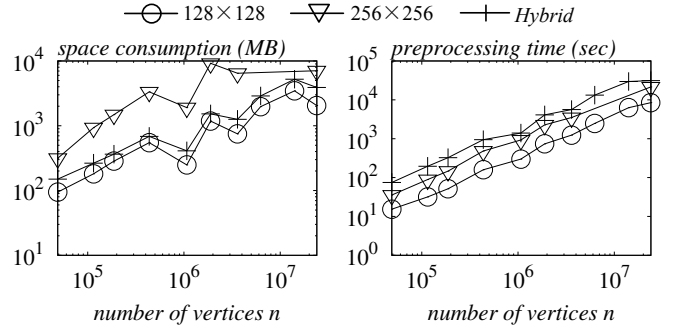 128×128 256×256 Hybrid
space consumption (MB)
10^4
10^3
10^2
10^1
10^5 10^6 10^7
number of vertices n
preprocessing time (sec)
10^5
10^4
10^3
10^2
10^1
10^0
10^5 10^6 10^7
number of vertices n